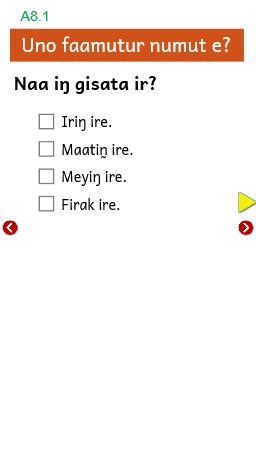 A8.1
Uno faamutur numut e?
Naa iŋ gisata ir?
Iriŋ ire.
Maatiŋ̃ ire.
Meyiŋ ire.
Firak ire.